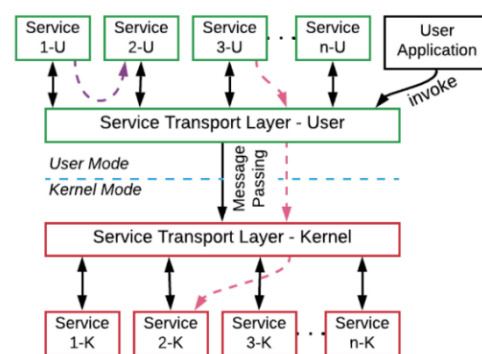 Service
1-U
Service
2-U
Service
3-U
Service
n-U
User
Application
invoke
Service Transport Layer - User
User Mode
Kernel Mode
Message
Passing
Service Transport Layer - Kernel
Service
1-K
Service
2-K
Service
3-K
Service
n-K